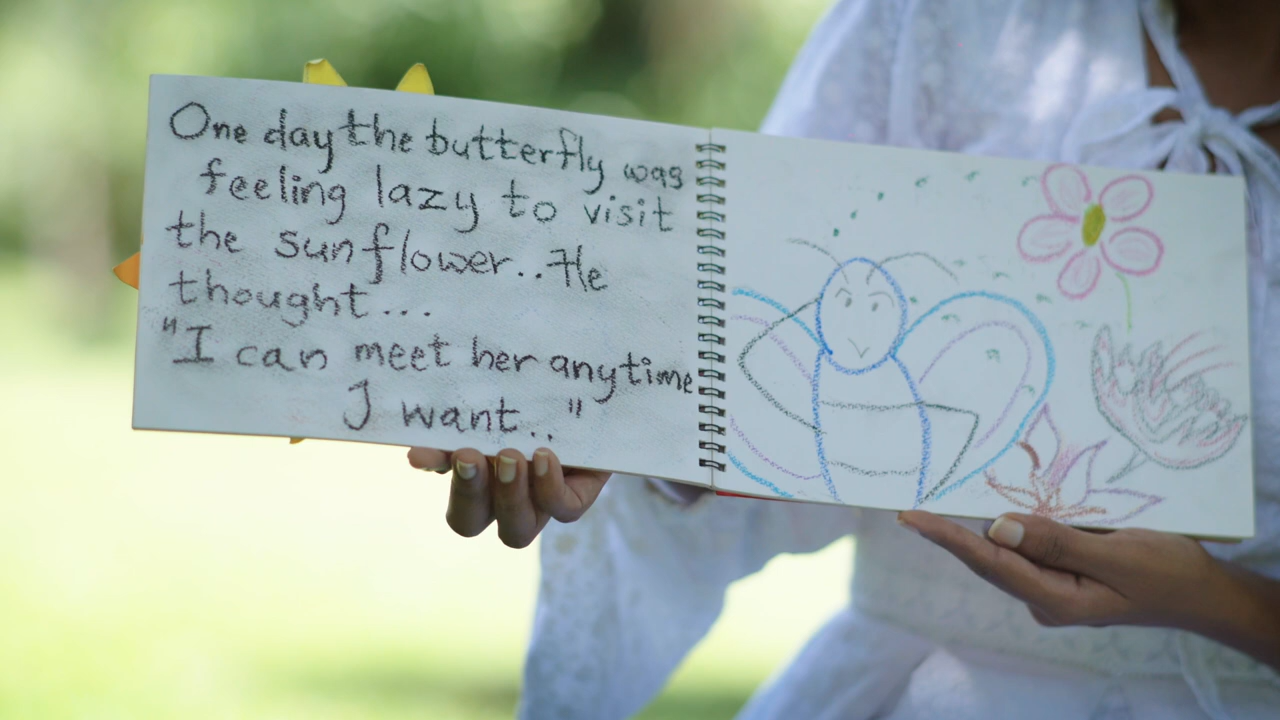 One day the butterfly was
feeling lazy to visit
the sunflower..He
thought...
"I can meet her anytime
I want.."